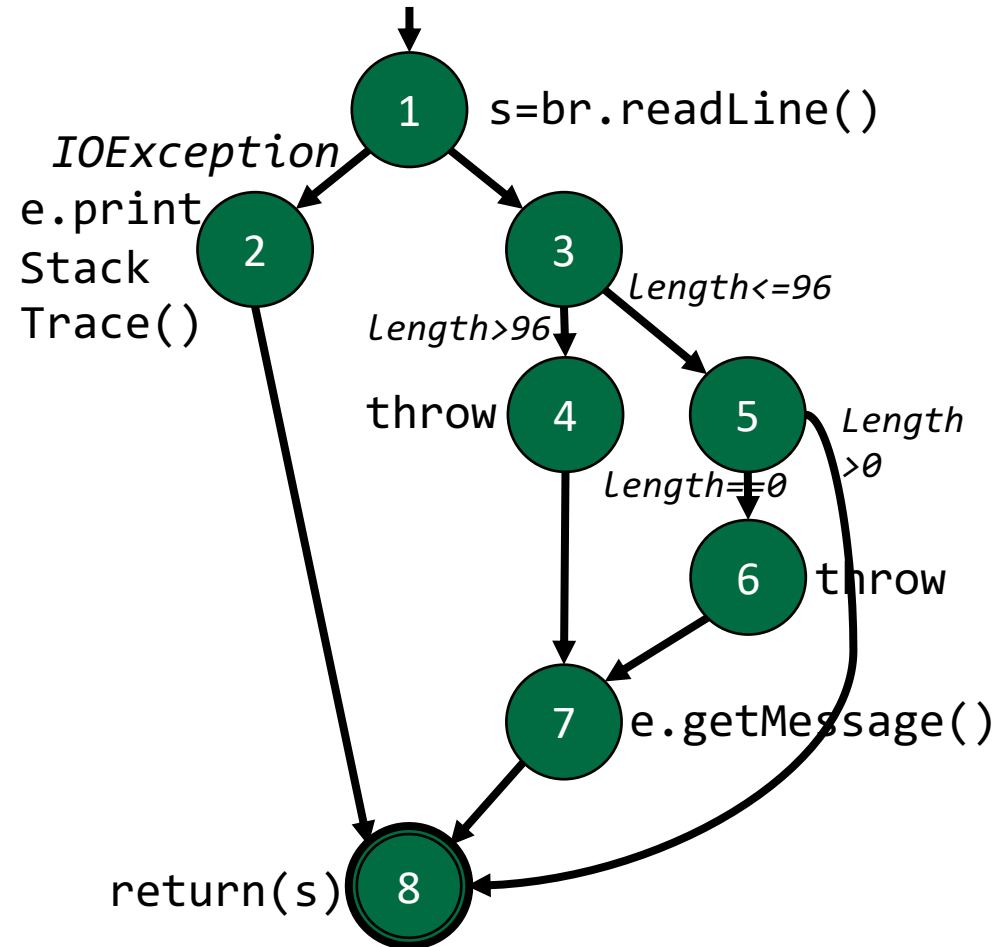 1
s=br.readLine()
IOException
e.print
Stack
Trace()
2
3
length<=96
length>96
throw
4
5
Length
>0
length==0
6
throw
7
e.getMessage()
return(s)
8